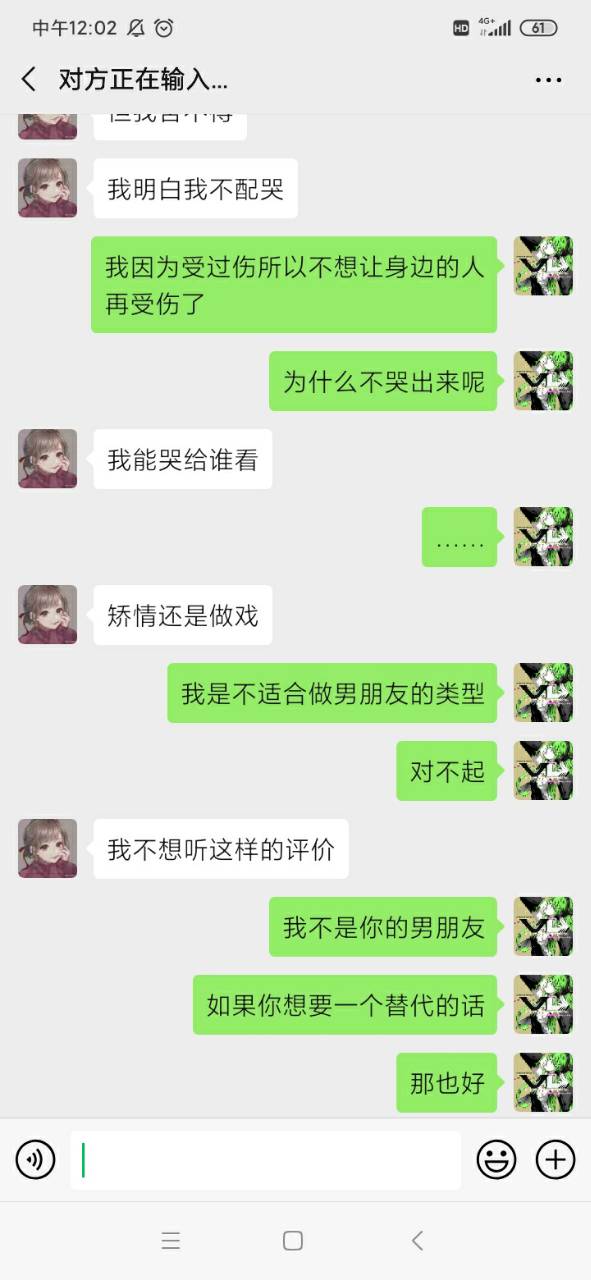 中午12:02
HD 4G+ 61
对方正在输入...
但我舍不得
我明白我不配哭
我因为受过伤所以不想让身边的人
再受伤了
为什么不哭出来呢
我能哭给谁看
......
矫情还是做戏
我是不适合做男朋友的类型
对不起
我不想听这样的评价
我不是你的男朋友
如果你想要一个替代的话
那也好